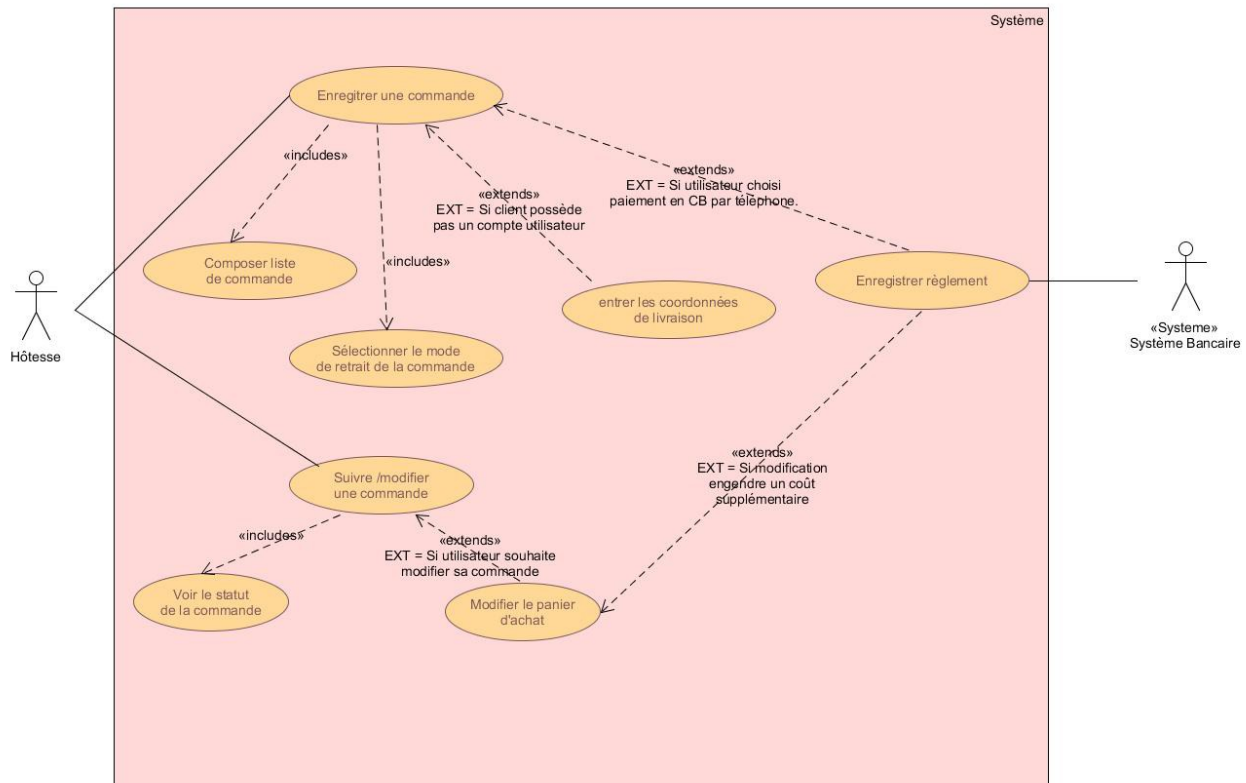 Système
Enregitrer une commande
«includes»
«extends»
EXT = Si utilisateur choisi
paiement en CB par téléphone.
«extends»
EXT = Si client possède
pas un compte utilisateur
Composer liste
de commande
«includes»
Enregistrer règlement
entrer les coordonnées
de livraison
Hôtesse
«Systeme»
Système Bancaire
Sélectionner le mode
de retrait de la commande
«extends»
EXT = Si modification
engendre un coût
supplémentaire
Suivre /modifier
une commande
«includes»
«extends»
EXT = Si utilisateur souhaite
modifier sa commande
Voir le statut
de la commande
Modifier le panier
d'achat